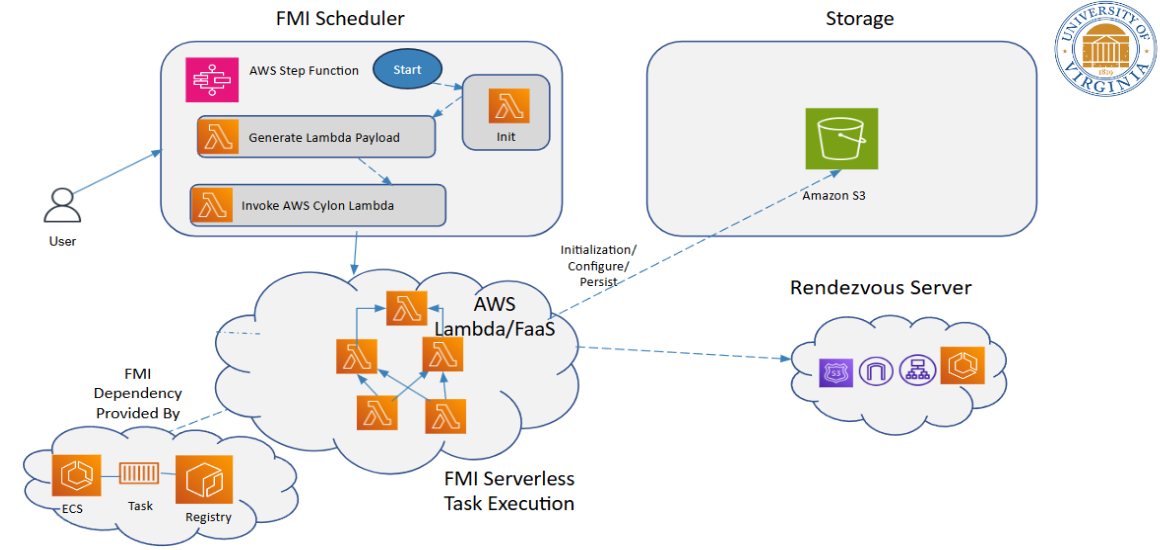 FMI Scheduler
Storage
UNIVERSITY OF
VIRGINIA
1819
AWS Step Function
Start
Init
Generate Lambda Payload
Invoke AWS Cylon Lambda
User
Amazon S3
Initialization/
Configure/
Persist
Rendezvous Server
AWS
Lambda/FaaS
53
FMI
Dependency
Provided By
FMI Serverless
Task Execution
ECS
Task
Registry